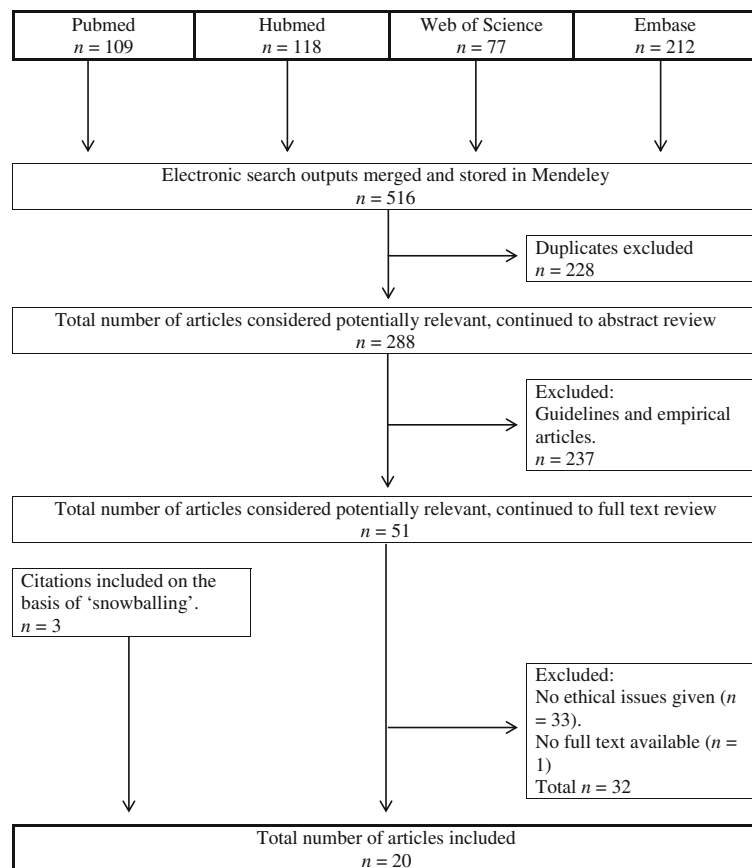 Pubmed
n = 109
Hubmed
n = 118
Web of Science
n = 77
Embase
n = 212
Electronic search outputs merged and stored in Mendeley
n = 516
Duplicates excluded
n = 228
Total number of articles considered potentially relevant, continued to abstract review
n = 288
Excluded:
Guidelines and empirical
articles.
n = 237
Total number of articles considered potentially relevant, continued to full text review
n = 51
Citations included on the
basis of ‘snowballing’.
n = 3
Excluded:
No ethical issues given (n
= 33).
No full text available (n =
1)
Total n = 32
Total number of articles included
n = 20